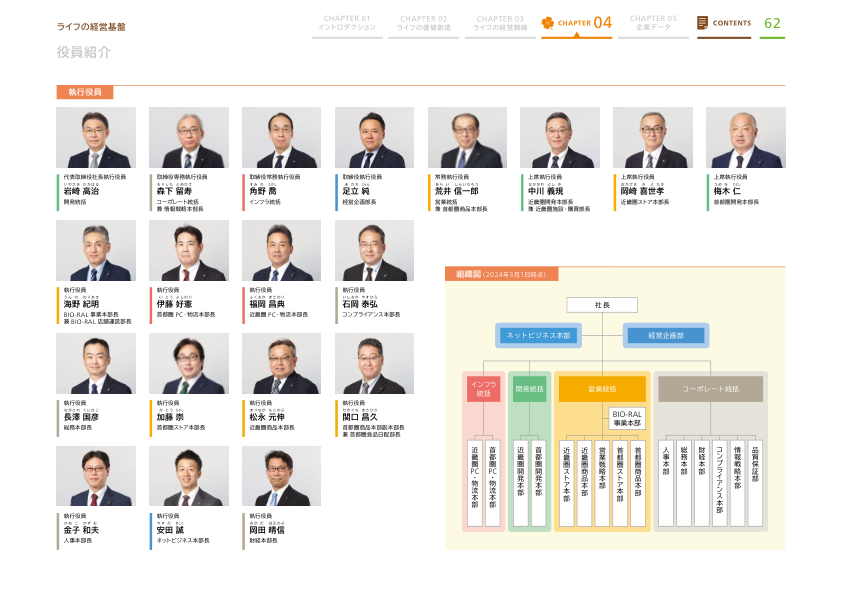 ライフの経営基盤
CHAPTER 01
イントロダクション
CHAPTER 02
ライフの価値創造
CHAPTER 03
ライフの経営戦略
CHAPTER 04
CHAPTER 05
企業データ
CONTENTS
62
役員紹介
執行役員
代表取締役社長執行役員
岩崎 高治
開発統括
取締役専務執行役員
森下 留寿
コーポレート統括
兼 情報戦略本部長
取締役常務執行役員
角野 喬
インフラ統括
取締役執行役員
足立 純
経営企画部長
常務執行役員
荒井 信一郎
営業統括
兼 首都圏商品本部長
上席執行役員
中川 義規
近畿圏開発本部長
兼 近畿圏施設・購買部長
上席執行役員
岡崎 喜世孝
近畿圏ストア本部長
上席執行役員
梅木 仁
首都圏開発本部長
執行役員
海野 紀明
BIO-RAL 事業本部長
兼 BIO-RAL 店舗運営部長
執行役員
伊藤 好憲
首都圏 PC・物流本部長
執行役員
福岡 昌典
近畿圏 PC・物流本部長
執行役員
石岡 泰弘
コンプライアンス本部長
執行役員
長澤 国彦
総務本部長
執行役員
加藤 崇
首都圏ストア本部長
執行役員
松永 元伸
近畿圏商品本部長
執行役員
関口 昌久
首都圏商品本部副本部長
兼 首都圏食品日配部長
執行役員
金子 和夫
人事本部長
執行役員
安田 誠
ネットビジネス本部長
執行役員
岡田 晴信
財経本部長
組織図(2024年3月1日時点)
社長
ネットビジネス本部
経営企画部
インフラ
統括
開発統括
営業統括
コーポレート統括
BIO-RAL
事業本部
近畿圏PC・物流本部
首都圏PC・物流本部
近畿圏開発本部
首都圏開発本部
近畿圏ストア本部
近畿圏商品本部
営業戦略本部
首都圏ストア本部
首都圏商品本部
人事本部
総務本部
財経本部
コンプライアンス本部
情報戦略本部
品質保証部